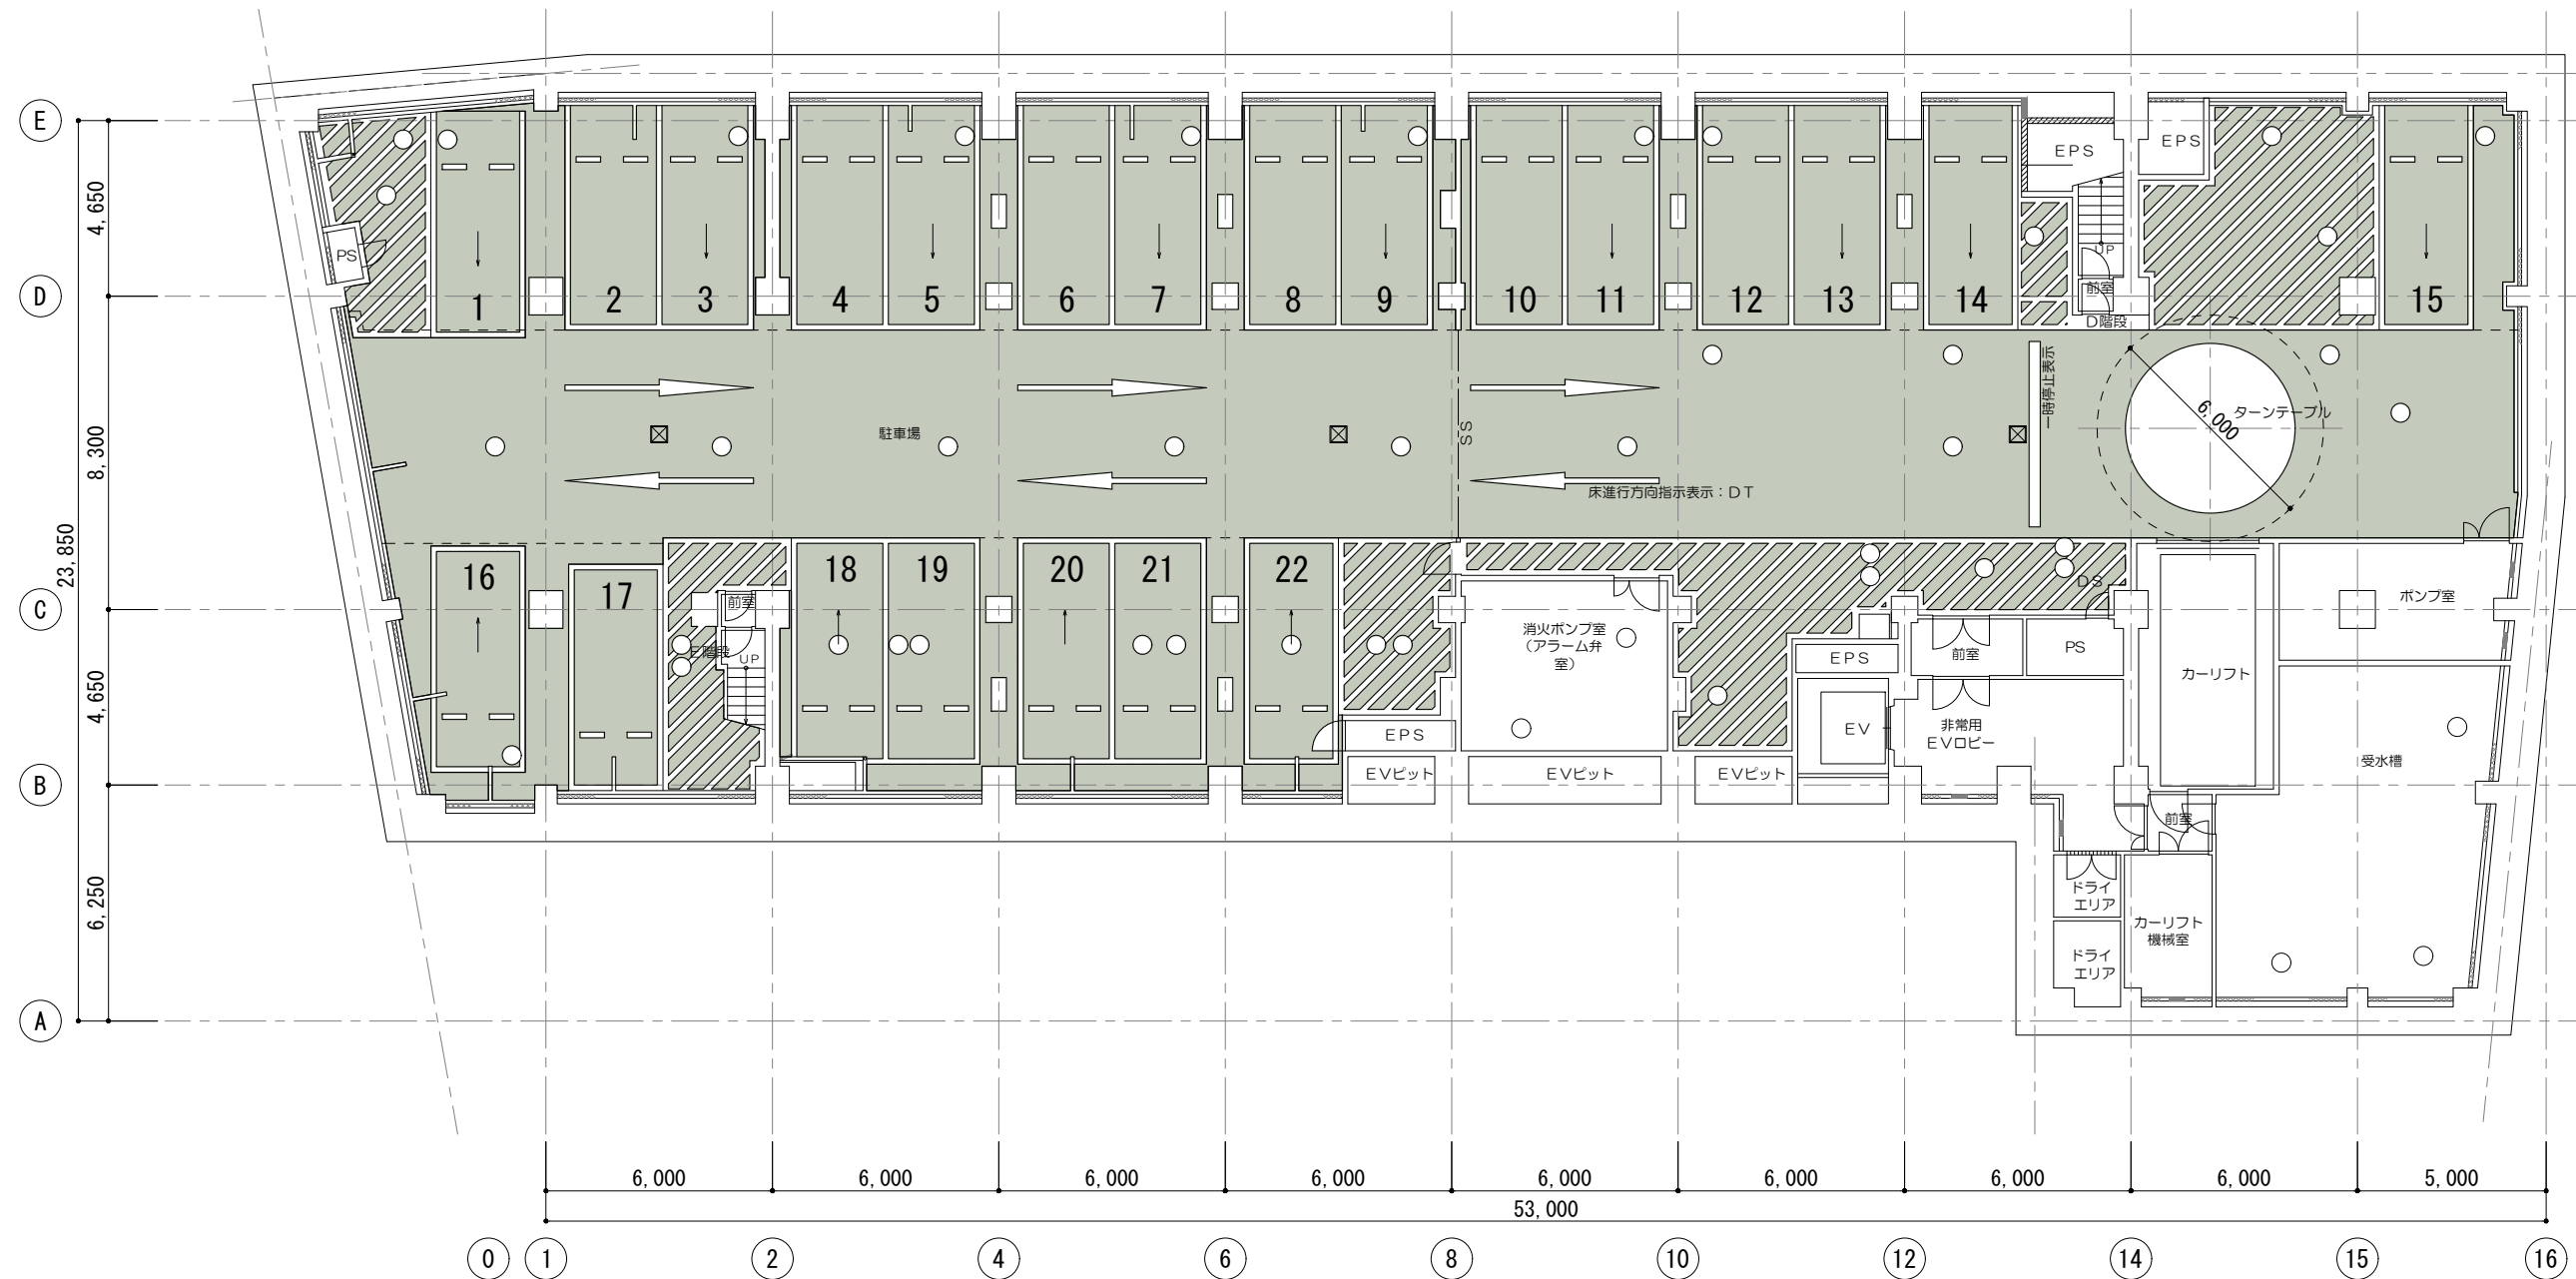 E
EPS
EPS
4,650
UP
PS
D
1
2
3
4
5
6
7
8
9
10
11
12
13
14
前室
15
D階段
一時停止表示
ターンテーブル
6,000
8,300
駐車場
SS
床進行方向指示表示:DT
23,850
16
17
18
19
20
21
22
DS
C
前室
ポンプ室
消火ポンプ室
(アラーム弁
室)
E階段
UP
EPS
前室
PS
カーリフト
4,650
EPS
EV
非常用
EVロビー
受水槽
B
EVピット
EVピット
EVピット
前室
ドライ
エリア
6,250
カーリフト
機械室
ドライ
エリア
A
6,000
6,000
6,000
6,000
6,000
6,000
6,000
6,000
5,000
53,000
0
1
2
4
6
8
10
12
14
15
16